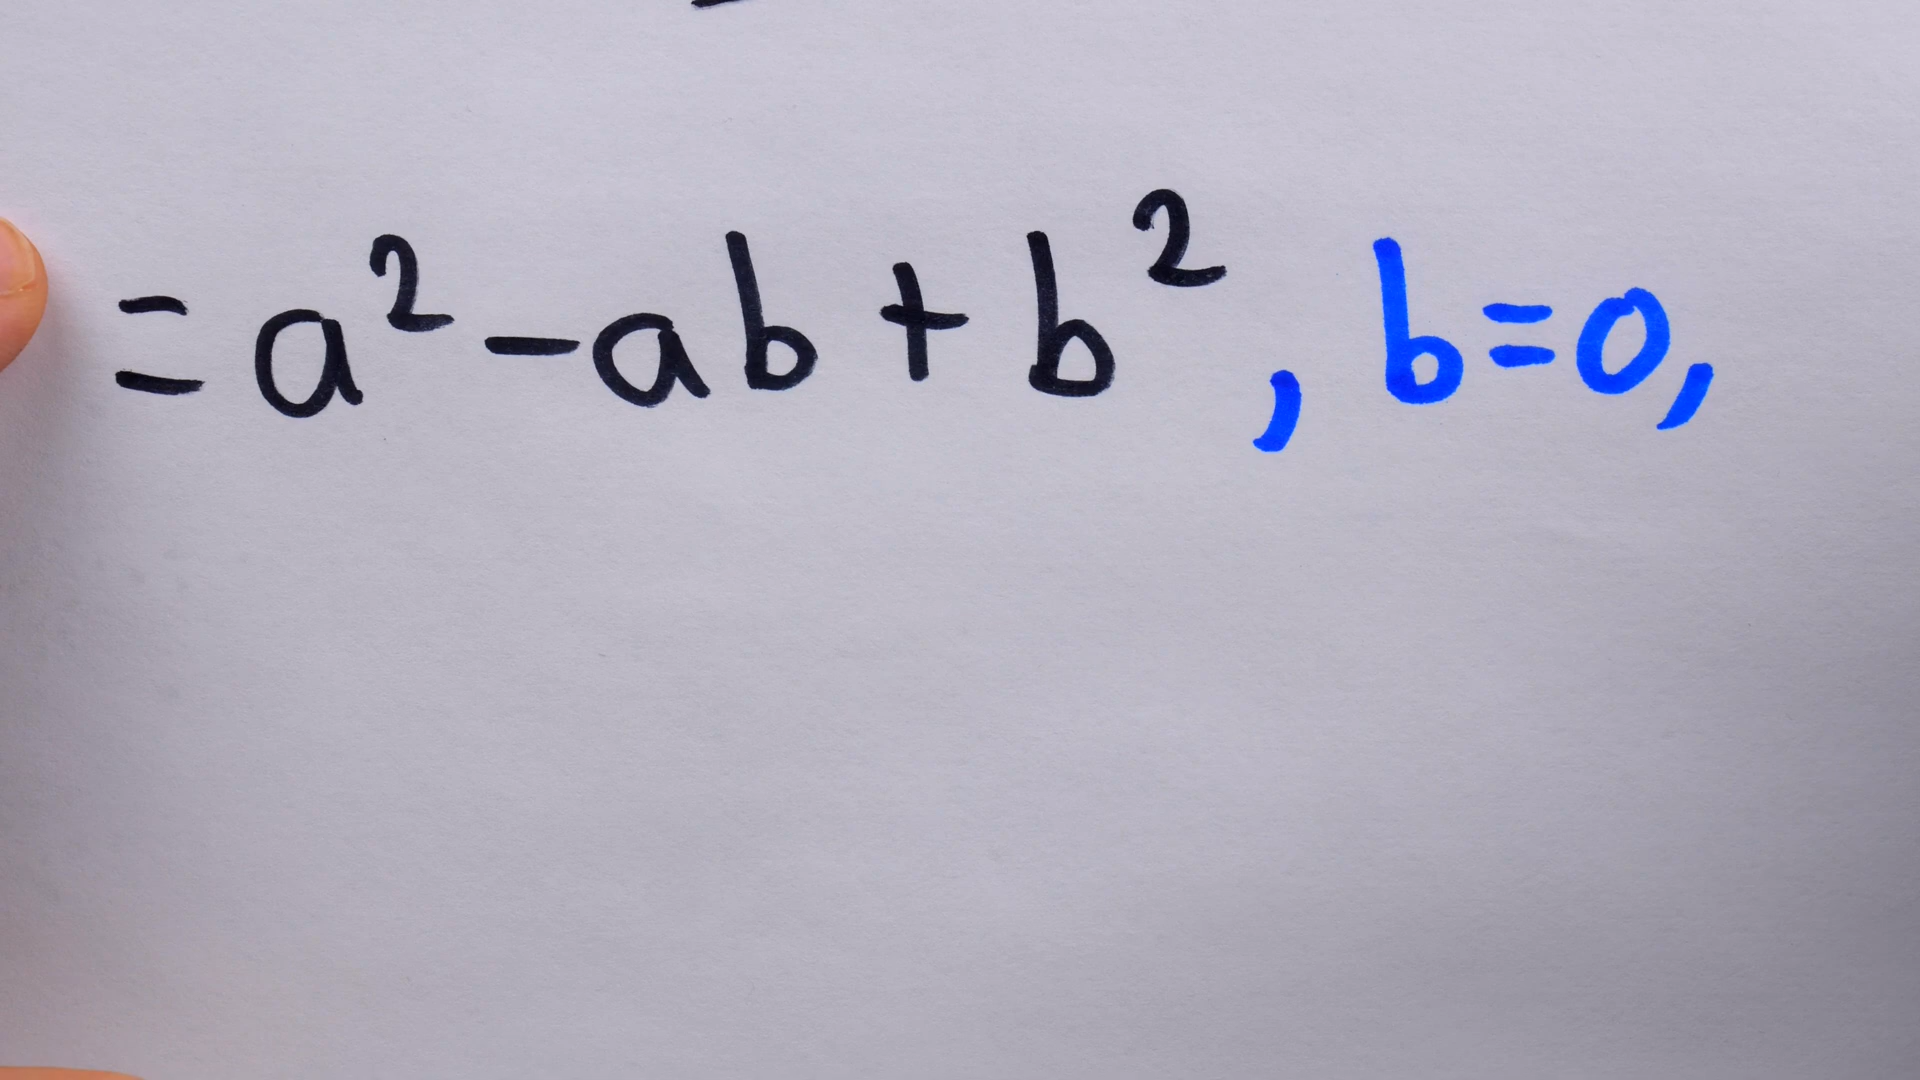 = a² - ab + b² , b = 0,